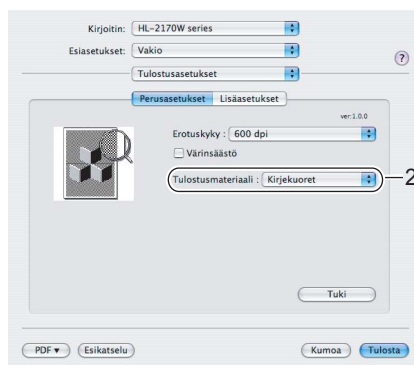 Kirjoitin: HL-2170W series
Esiasetukset: Vakio
?
Tulostusasetukset
Perusasetukset Lisäasetukset
ver:1.0.0
Erotuskyky : 600 dpi
Värinsäästö
Tulostusmateriaali : Kirjekuoret 2
Tuki
PDF ▼ Esikatselu Kumoa Tulosta